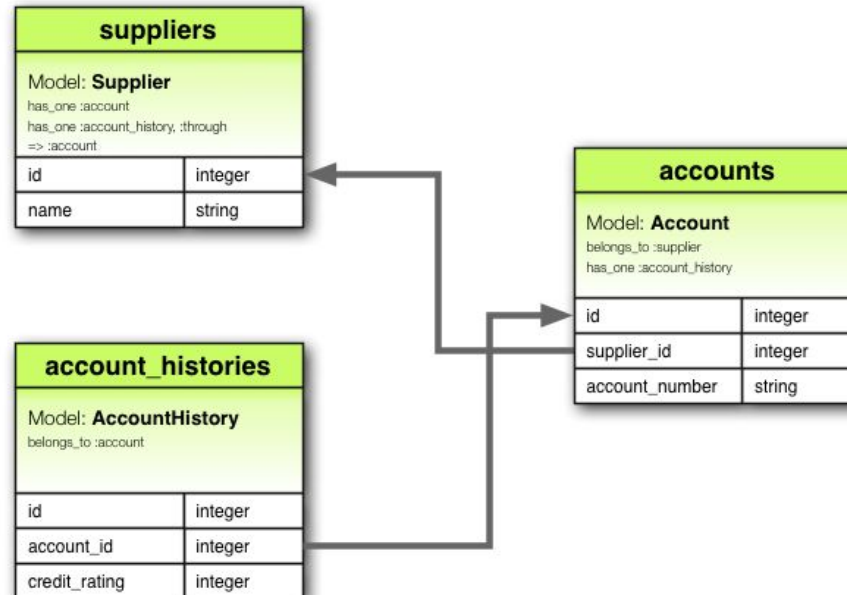 suppliers
Model: Supplier
has_one :account
has_one :account_history, :through
=> :account
id integer
name string
accounts
Model: Account
belongs_to :supplier
has_one :account_history
id integer
supplier_id integer
account_number string
account_histories
Model: AccountHistory
belongs_to :account
id integer
account_id integer
credit_rating integer